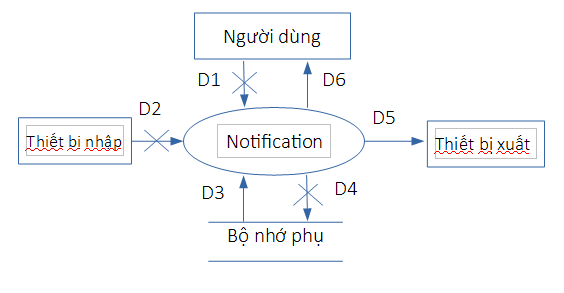 Người dùng
D1
D6
D2
D5
Thiết bị nhập
Notification
Thiết bị xuất
D3
D4
Bộ nhớ phụ